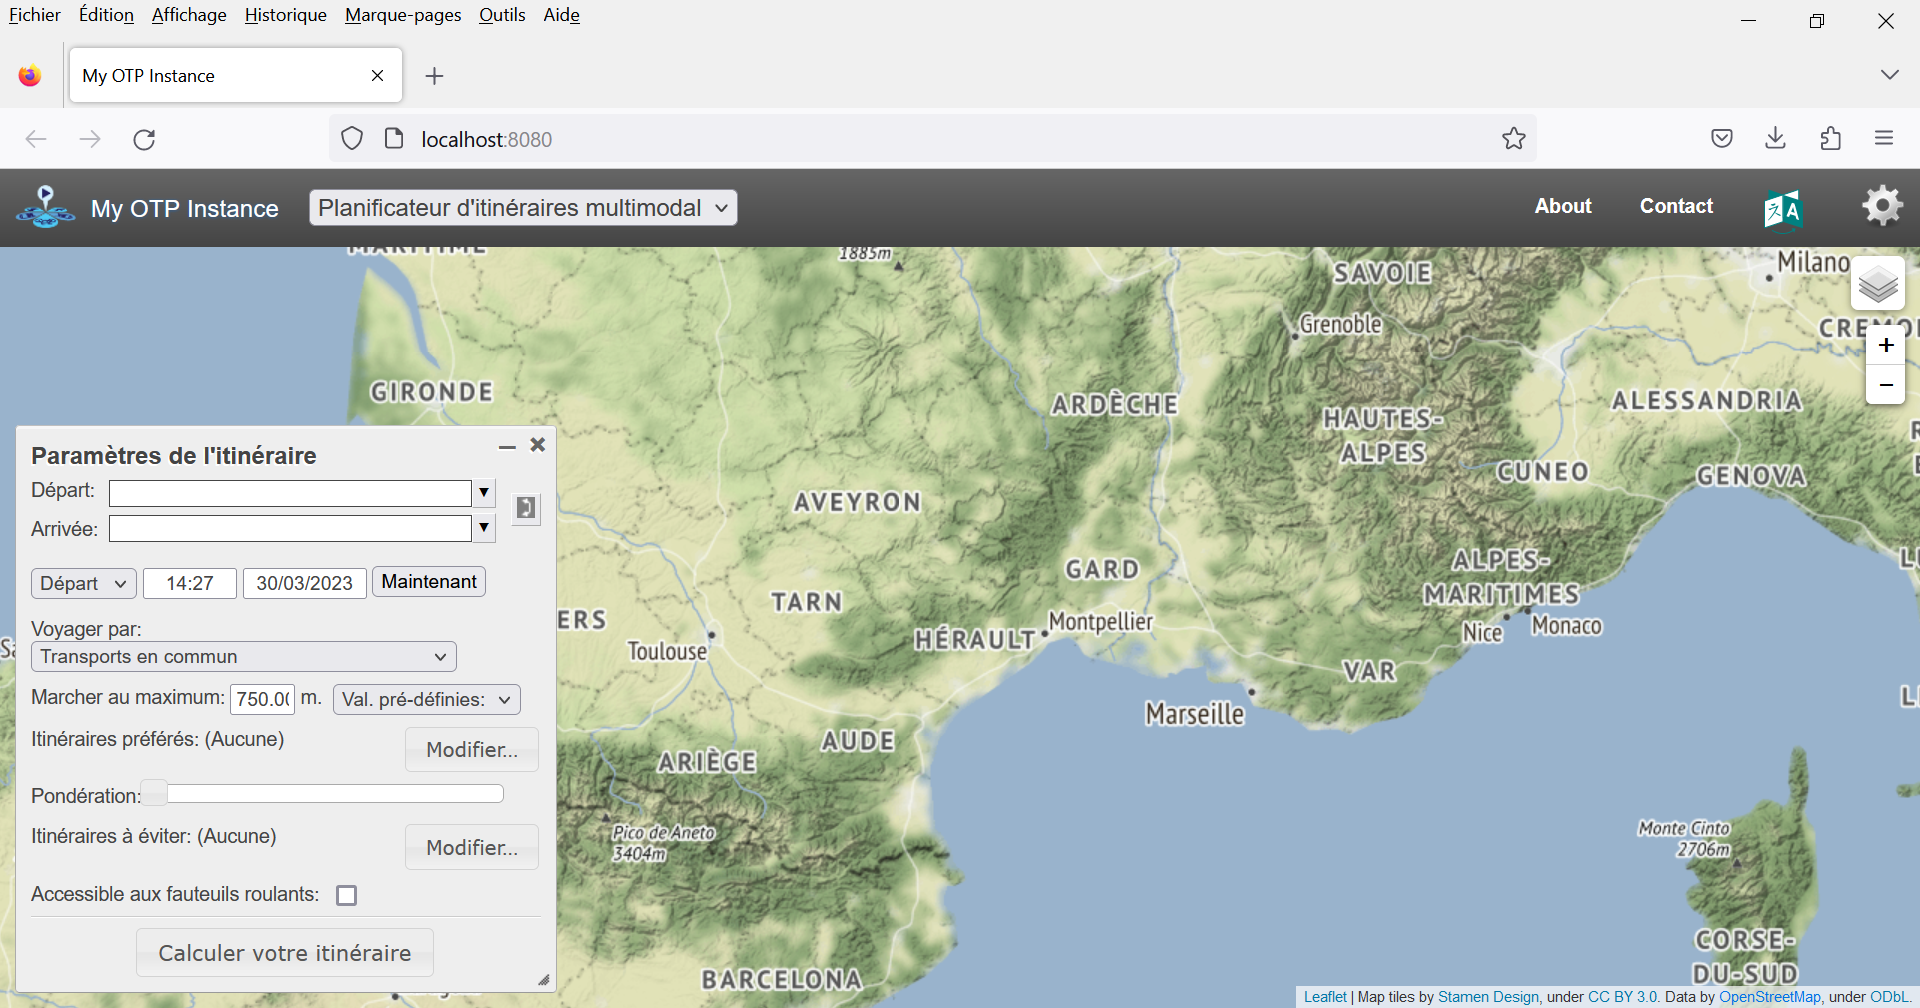 Fichier Édition Affichage Historique Marque-pages Outils Aide
My OTP Instance
localhost:8080
My OTP Instance
Planificateur d'itinéraires multimodal
About Contact
MARITIME
1885m
SAVOIE
Milano
Grenoble
GIRONDE
ARDÈCHE
HAUTES-
ALPES
ALESSANDRIA
CUNEO
GENOVA
AVEYRON
GARD
ALPES-
MARITIMES
TARN
ERS
Toulouse
HÉRAULT
Montpellier
Nice
Monaco
VAR
Marseille
AUDE
ARIÈGE
Pico de Aneto
3404m
Monte Cinto
2706m
CORSE-
DU-SUD
BARCELONA
+
−
Paramètres de l'itinéraire
Départ:
Arrivée:
Départ 14:27 30/03/2023 Maintenant
Voyager par:
Transports en commun
Marcher au maximum: 750.00 m. Val. pré-définies:
Itinéraires préférés: (Aucune) Modifier...
Pondération:
Itinéraires à éviter: (Aucune) Modifier...
Accessible aux fauteuils roulants:
Calculer votre itinéraire
Leaflet | Map tiles by Stamen Design, under CC BY 3.0. Data by OpenStreetMap, under ODbL.